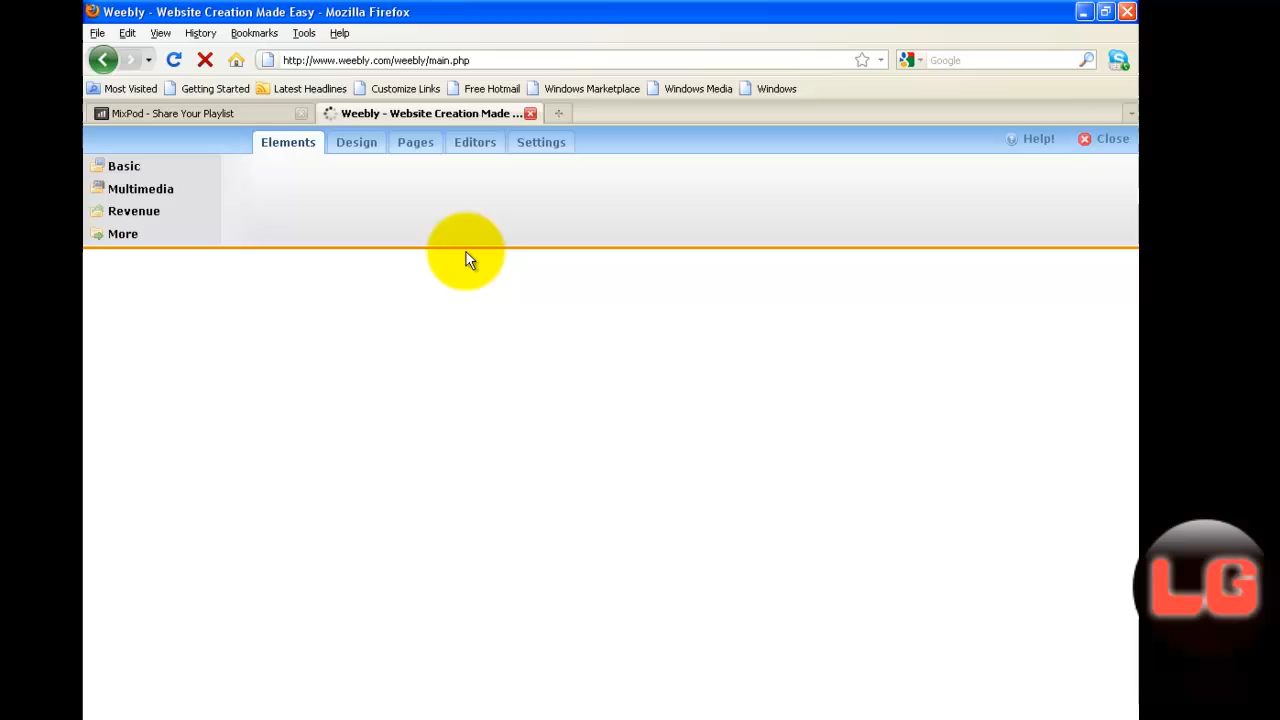 Weebly - Website Creation Made Easy - Mozilla Firefox
File Edit View History Bookmarks Tools Help
http://www.weebly.com/weebly/main.php Google
Most Visited Getting Started Latest Headlines Customize Links Free Hotmail Windows Marketplace Windows Media Windows
MixPod - Share Your Playlist Weebly - Website Creation Made ...
Elements Design Pages Editors Settings Help! Close
Basic
Multimedia
Revenue
More
LG